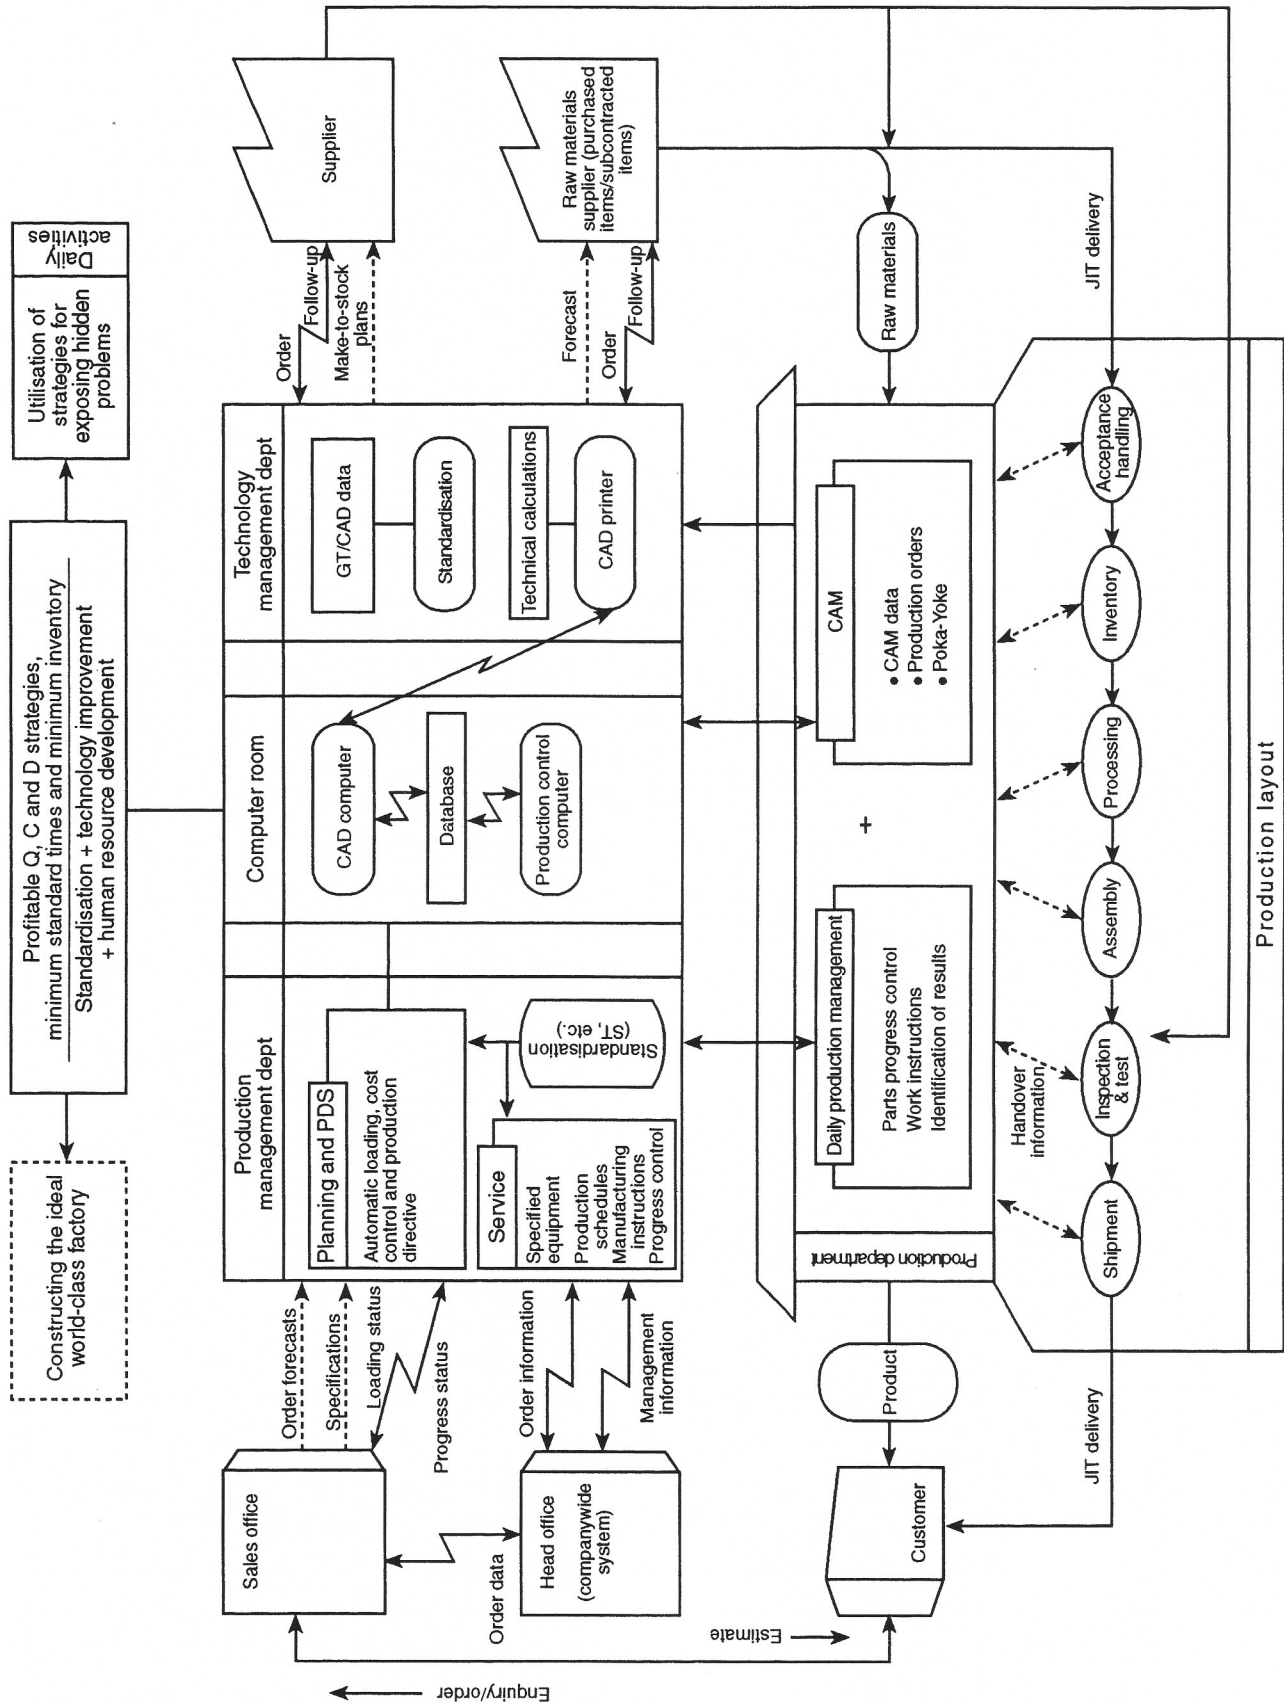 Constructing the ideal
world-class factory
Profitable Q, C and D strategies,
minimum standard times and minimum inventory
Standardisation + technology improvement
+ human resource development
Utilisation of
strategies for
exposing hidden
problems
Daily
activities
Sales office
Order forecasts
Specifications
Loading status
Progress status
Order data
Head office
(companywide
system)
Order information
Management
information
Enquiry/order
Estimate
Production
management dept
Planning and PDS
Automatic loading, cost
control and production
directive
Service
Specified
equipment
Production
schedules
Manufacturing
instructions
Progress control
Standardisation
(ST, etc.)
Computer room
CAD computer
Database
Production control
computer
Technology
management dept
GT/CAD data
Standardisation
Technical calculations
CAD printer
Order
Follow-up
Make-to-stock
plans
Supplier
Forecast
Order
Follow-up
Raw materials
supplier (purchased
items/subcontracted
items)
Customer
Product
Production department
Daily production management
Parts progress control
Work instructions
Identification of results
+
CAM
• CAM data
• Production orders
• Poka-Yoke
Raw materials
JIT delivery
Handover
information
Shipment
Inspection
& test
Assembly
Processing
Inventory
Acceptance
handling
JIT delivery
Production layout